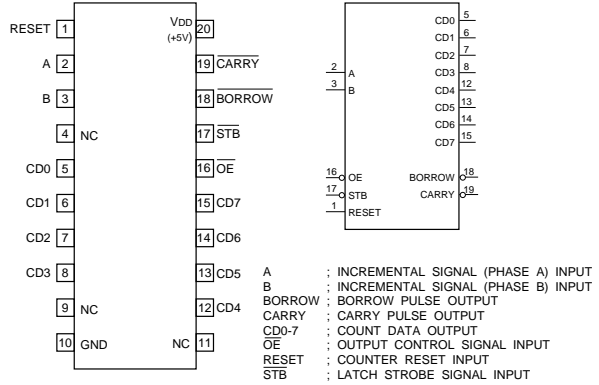 RESET 1 VDD 20
(+5V)
A 2 19 CARRY
B 3 18 BORROW
4 NC 17 STB
CD0 5 16 OE
CD1 6 15 CD7
CD2 7 14 CD6
CD3 8 13 CD5
9 NC 12 CD4
10 GND NC 11
CD0 5
CD1 6
CD2 7
2 A CD3 8
3 B CD4 12
CD5 13
CD6 14
CD7 15
16 OE BORROW 18
17 STB CARRY 19
1 RESET
A ; INCREMENTAL SIGNAL (PHASE A) INPUT
B ; INCREMENTAL SIGNAL (PHASE B) INPUT
BORROW ; BORROW PULSE OUTPUT
CARRY ; CARRY PULSE OUTPUT
CD0-7 ; COUNT DATA OUTPUT
OE ; OUTPUT CONTROL SIGNAL INPUT
RESET ; COUNTER RESET INPUT
STB ; LATCH STROBE SIGNAL INPUT